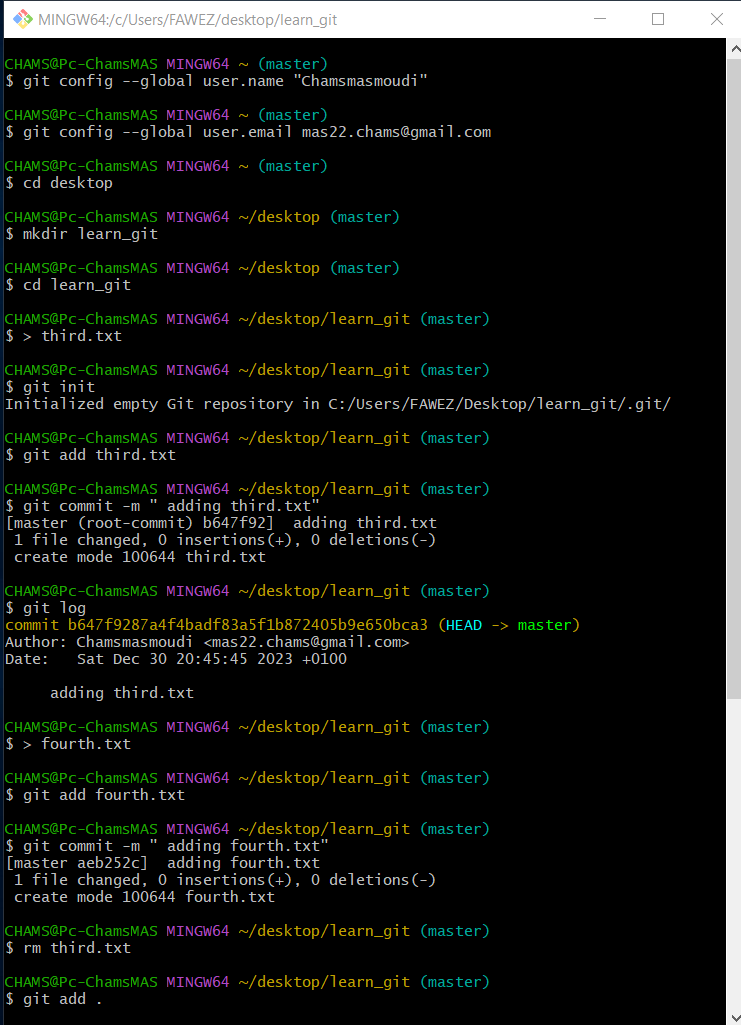 MINGW64:/c/Users/FAWEZ/desktop/learn_git
CHAMS@Pc-ChamsMAS MINGW64 ~ (master)
$ git config --global user.name "Chamsmasmoudi"
CHAMS@Pc-ChamsMAS MINGW64 ~ (master)
$ git config --global user.email mas22.chams@gmail.com
CHAMS@Pc-ChamsMAS MINGW64 ~ (master)
$ cd desktop
CHAMS@Pc-ChamsMAS MINGW64 ~/desktop (master)
$ mkdir learn_git
CHAMS@Pc-ChamsMAS MINGW64 ~/desktop (master)
$ cd learn_git
CHAMS@Pc-ChamsMAS MINGW64 ~/desktop/learn_git (master)
$ > third.txt
CHAMS@Pc-ChamsMAS MINGW64 ~/desktop/learn_git (master)
$ git init
Initialized empty Git repository in C:/Users/FAWEZ/Desktop/learn_git/.git/
CHAMS@Pc-ChamsMAS MINGW64 ~/desktop/learn_git (master)
$ git add third.txt
CHAMS@Pc-ChamsMAS MINGW64 ~/desktop/learn_git (master)
$ git commit -m " adding third.txt"
[master (root-commit) b647f92]  adding third.txt
 1 file changed, 0 insertions(+), 0 deletions(-)
 create mode 100644 third.txt
CHAMS@Pc-ChamsMAS MINGW64 ~/desktop/learn_git (master)
$ git log
commit b647f9287a4f4badf83a5f1b872405b9e650bca3 (HEAD -> master)
Author: Chamsmasmoudi <mas22.chams@gmail.com>
Date:   Sat Dec 30 20:45:45 2023 +0100
     adding third.txt
CHAMS@Pc-ChamsMAS MINGW64 ~/desktop/learn_git (master)
$ > fourth.txt
CHAMS@Pc-ChamsMAS MINGW64 ~/desktop/learn_git (master)
$ git add fourth.txt
CHAMS@Pc-ChamsMAS MINGW64 ~/desktop/learn_git (master)
$ git commit -m " adding fourth.txt"
[master aeb252c]  adding fourth.txt
 1 file changed, 0 insertions(+), 0 deletions(-)
 create mode 100644 fourth.txt
CHAMS@Pc-ChamsMAS MINGW64 ~/desktop/learn_git (master)
$ rm third.txt
CHAMS@Pc-ChamsMAS MINGW64 ~/desktop/learn_git (master)
$ git add .